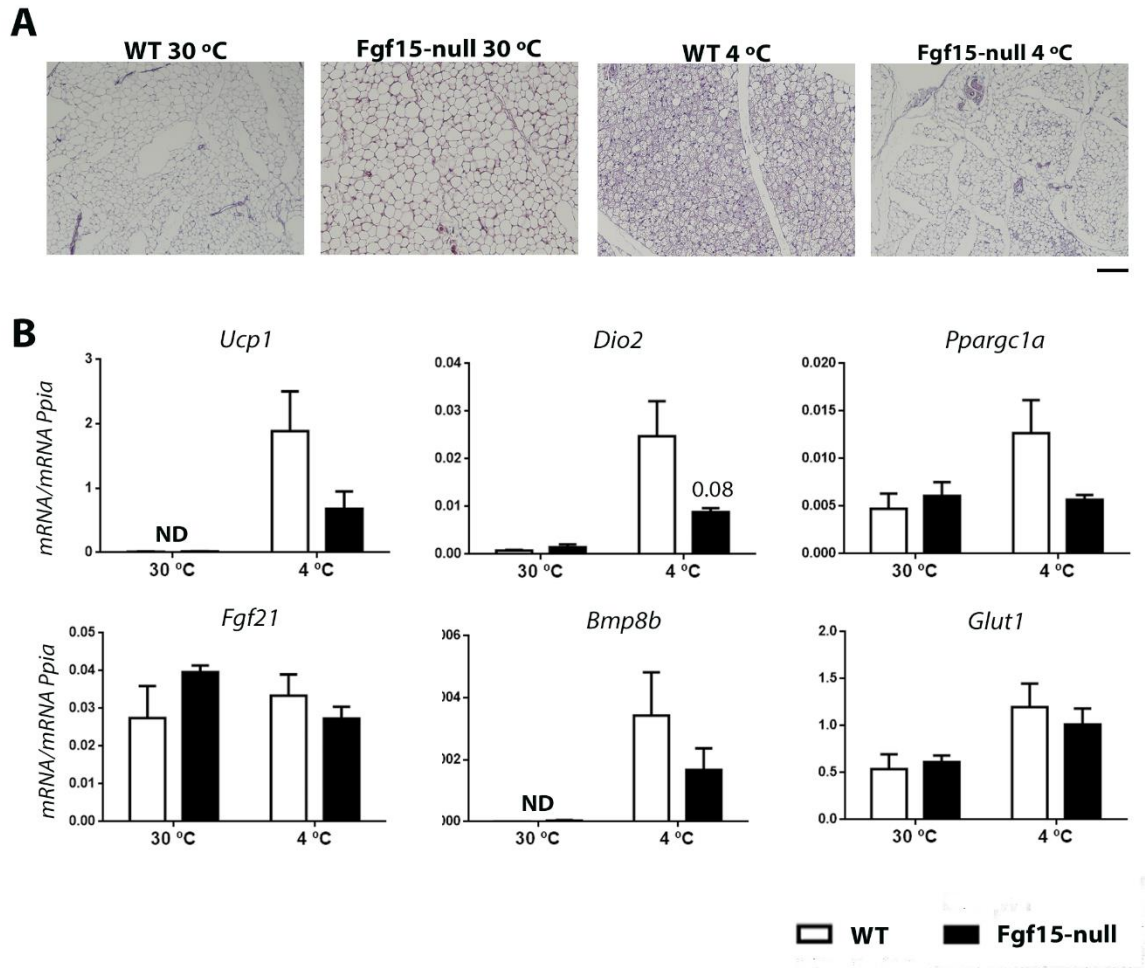 A
WT 30 ºC
Fgf15-null 30 ºC
WT 4 ºC
Fgf15-null 4 ºC
B
Ucp1
mRNA/mRNA Ppia
3
2
1
0
ND
30 ºC
4 ºC
Dio2
0.04
0.03
0.02
0.01
0.00
0.08
30 ºC
4 ºC
Ppargc1a
0.020
0.015
0.010
0.005
0.000
30 ºC
4 ºC
Fgf21
mRNA/mRNA Ppia
0.05
0.04
0.03
0.02
0.01
0.00
30 ºC
4 ºC
Bmp8b
006
004
002
000
ND
30 ºC
4 ºC
Glut1
2.0
1.5
1.0
0.5
0.0
30 ºC
4 ºC
WT
Fgf15-null